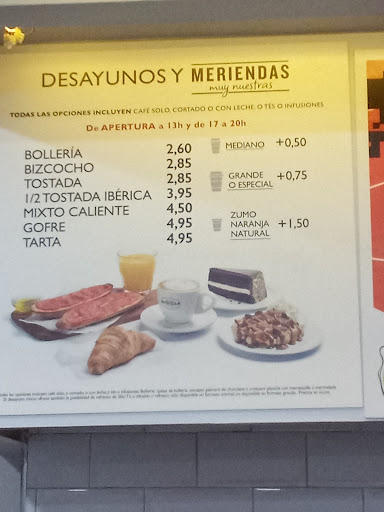 DESAYUNOS Y MERIENDAS
muy nuestras
TODAS LAS OPCIONES INCLUYEN CAFÉ SOLO, CORTADO O CON LECHE O TÉS O INFUSIONES
De APERTURA a 13h y de 17 a 20h
BOLLERÍA 2,60
BIZCOCHO 2,85
TOSTADA 2,85
1/2 TOSTADA IBÉRICA 3,95
MIXTO CALIENTE 4,50
GOFRE 4,95
TARTA 4,95
MEDIANO +0,50
GRANDE
O ESPECIAL +0,75
ZUMO
NARANJA +1,50
NATURAL